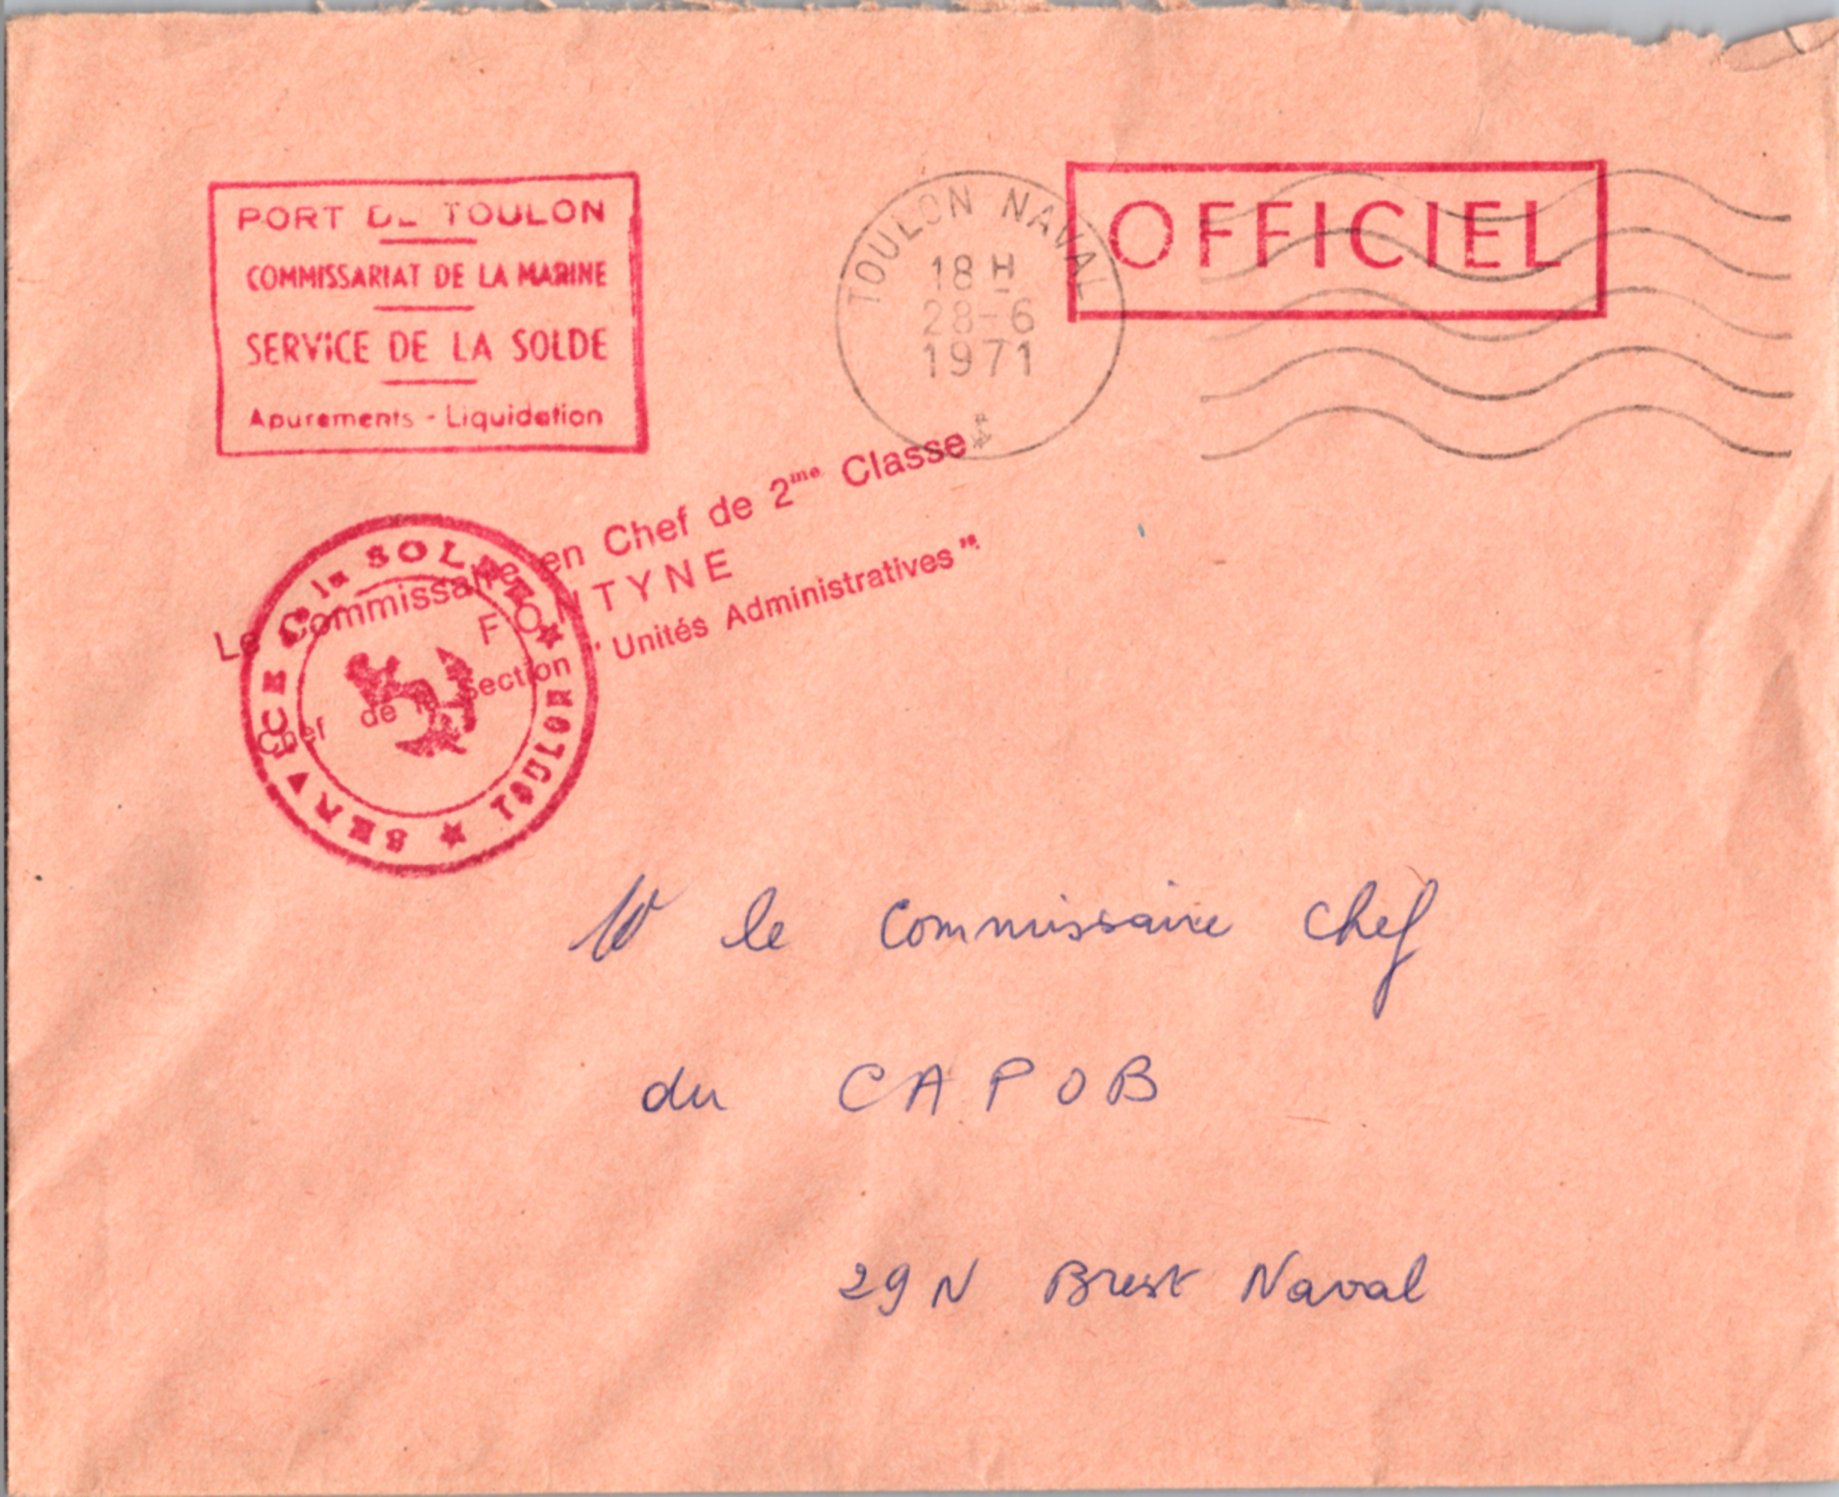 PORT DE TOULON
COMMISSARIAT DE LA MARINE
SERVICE DE LA SOLDE
Apurements - Liquidation
TOULON NAVAL
18 H
28-6
1971
OFFICIEL
Le Commissaire en Chef de 2me Classe
FONTYNE
Chef de la Section "Unités Administratives"
SERVICE de la SOLDE
TOULON
le Commissaire Chef
du CAPOB
29N Brest Naval